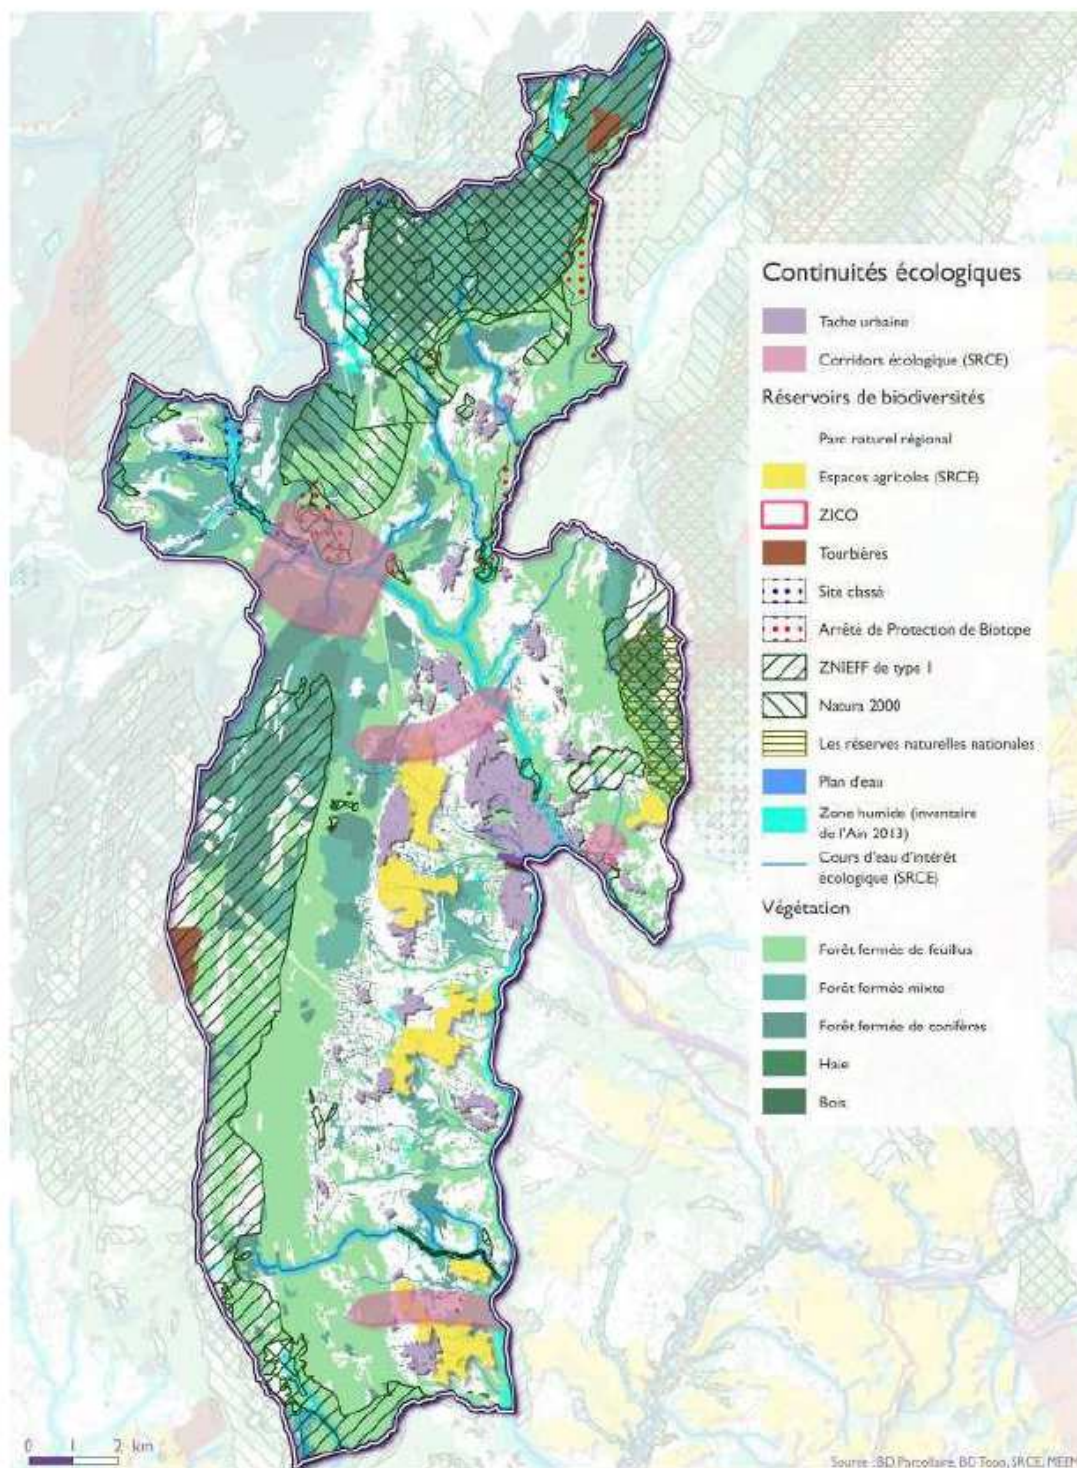 Continuités écologiques
Tache urbaine
Corridors écologique (SRCE)
Réservoirs de biodiversités
Parc naturel régional
Espaces agricoles (SRCE)
ZICO
Tourbières
Site classé
Arrêté de Protection de Biotope
ZNIEFF de type 1
Natura 2000
Les réserves naturelles nationales
Plan d'eau
Zone humide (inventaire
de l'Ain 2013)
Cours d'eau d'intérêt
écologique (SRCE)
Végétation
Forêt fermée de feuillus
Forêt fermée mixte
Forêt fermée de conifères
Haie
Bois
0 1 2 km
Source : BD Parcellaire, BD Topo, SRCE, MEEM